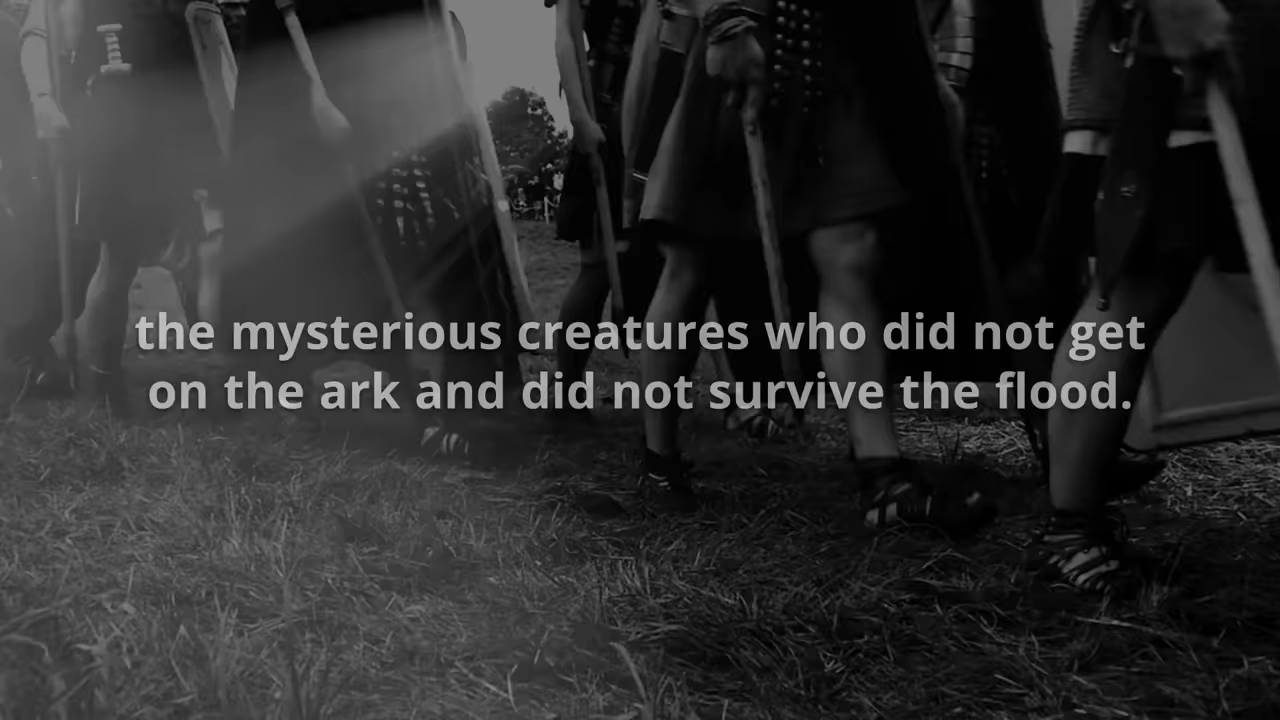 the mysterious creatures who did not get
on the ark and did not survive the flood.